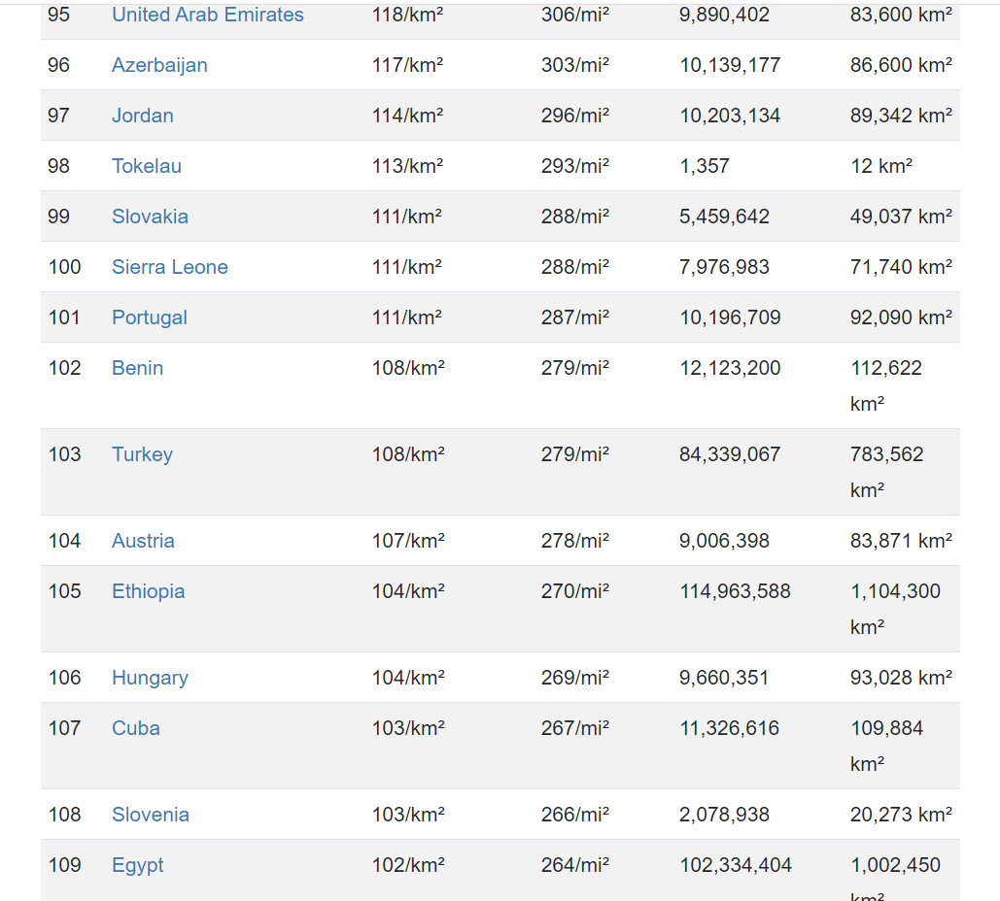 95 United Arab Emirates 118/km² 306/mi² 9,890,402 83,600 km²
96 Azerbaijan 117/km² 303/mi² 10,139,177 86,600 km²
97 Jordan 114/km² 296/mi² 10,203,134 89,342 km²
98 Tokelau 113/km² 293/mi² 1,357 12 km²
99 Slovakia 111/km² 288/mi² 5,459,642 49,037 km²
100 Sierra Leone 111/km² 288/mi² 7,976,983 71,740 km²
101 Portugal 111/km² 287/mi² 10,196,709 92,090 km²
102 Benin 108/km² 279/mi² 12,123,200 112,622
km²
103 Turkey 108/km² 279/mi² 84,339,067 783,562
km²
104 Austria 107/km² 278/mi² 9,006,398 83,871 km²
105 Ethiopia 104/km² 270/mi² 114,963,588 1,104,300
km²
106 Hungary 104/km² 269/mi² 9,660,351 93,028 km²
107 Cuba 103/km² 267/mi² 11,326,616 109,884
km²
108 Slovenia 103/km² 266/mi² 2,078,938 20,273 km²
109 Egypt 102/km² 264/mi² 102,334,404 1,002,450
km²